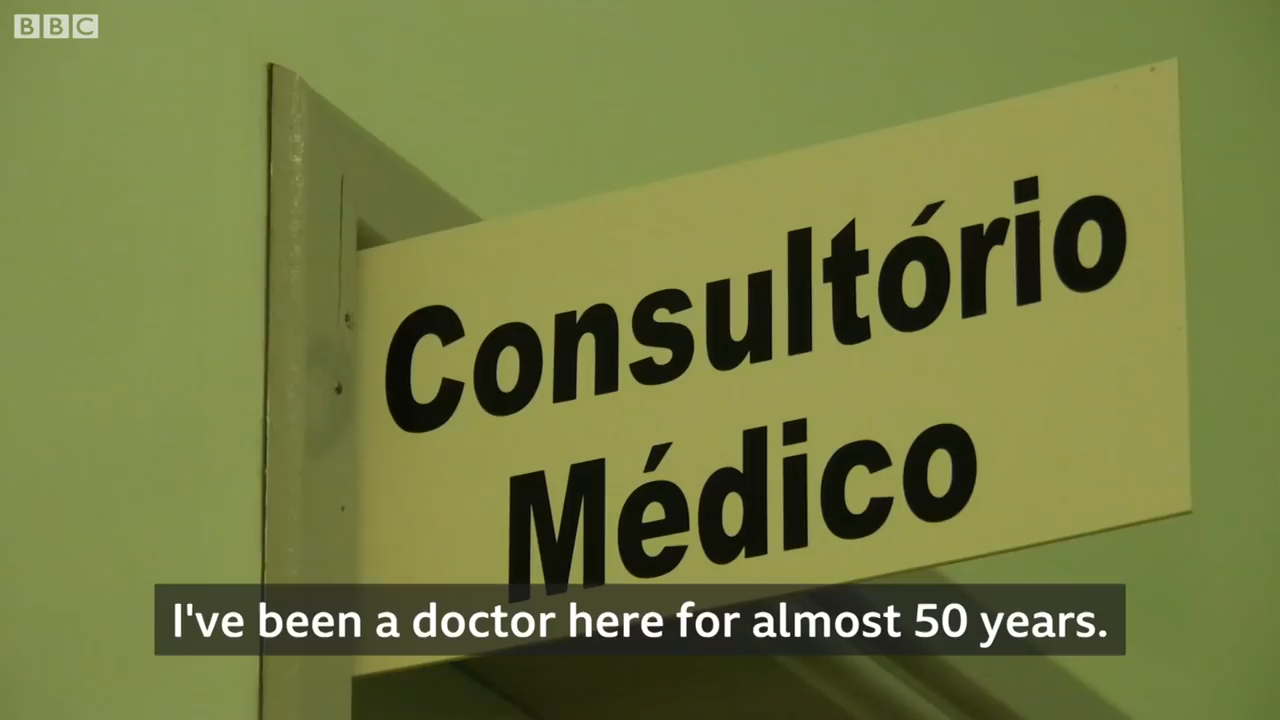 BBC
Consultório
Médico
I've been a doctor here for almost 50 years.